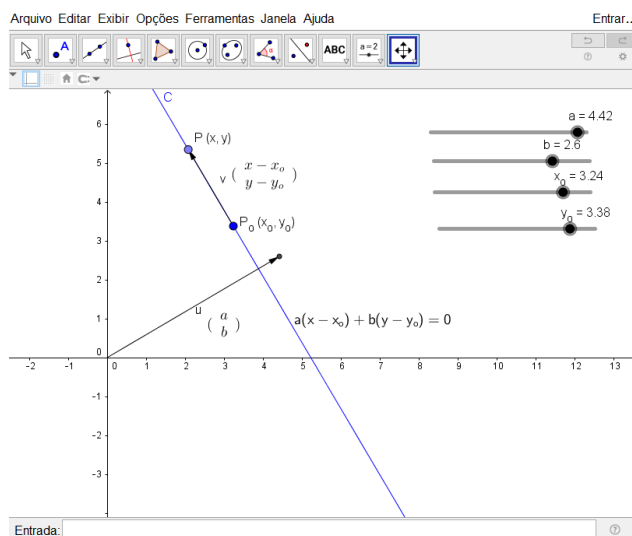 Arquivo Editar Exibir Opções Ferramentas Janela Ajuda Entrar...
A ABC a=2
C
a = 4.42
b = 2.6
x₀ = 3.24
y₀ = 3.38
P (x, y)
v ( x − xₒ
y − yₒ )
P₀ (x₀, y₀)
u
( a
b )
a(x − xₒ) + b(y − yₒ) = 0
6
5
4
3
2
1
0
-2 -1 0 1 2 3 4 5 6 7 8 9 10 11 12 13
-1
-2
-3
Entrada: